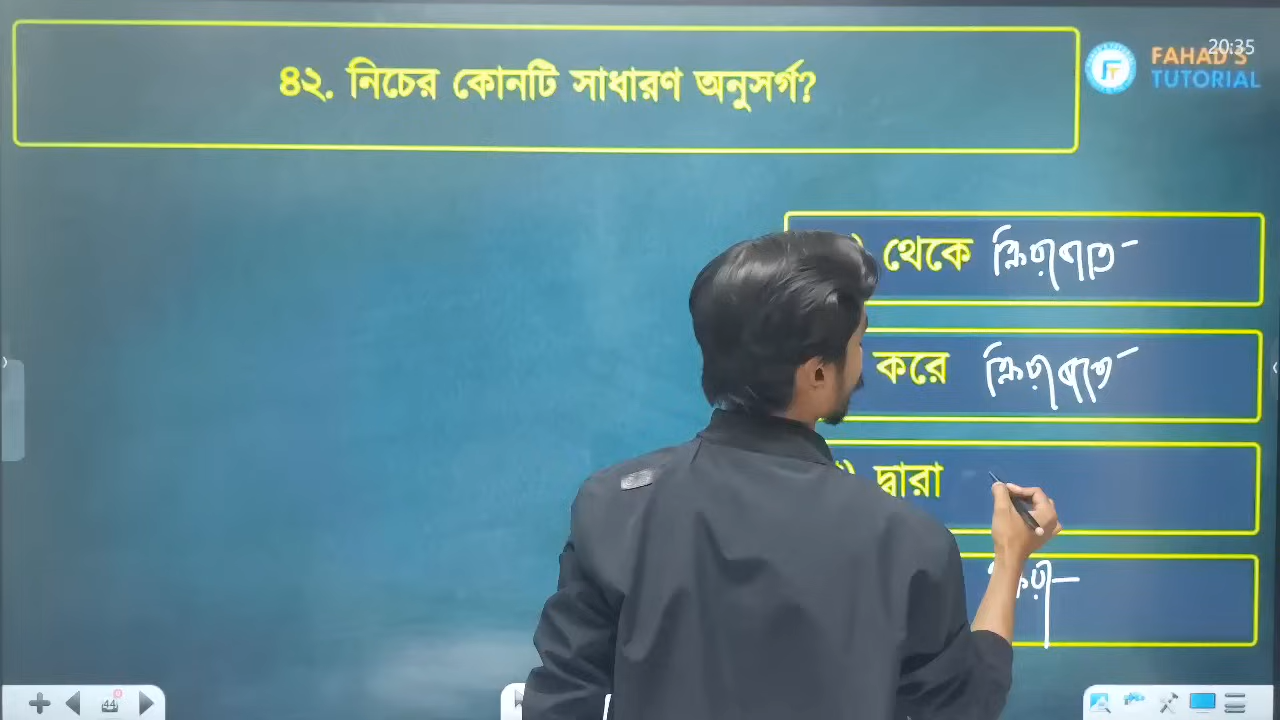 ৪২. নিচের কোনটি সাধারণ অনুসর্গ?
20:35
FAHAD'S
TUTORIAL
) থেকে ক্রিয়াজাত
করে ক্রিয়াজাত
) দ্বারা
ক্রিয়া
44